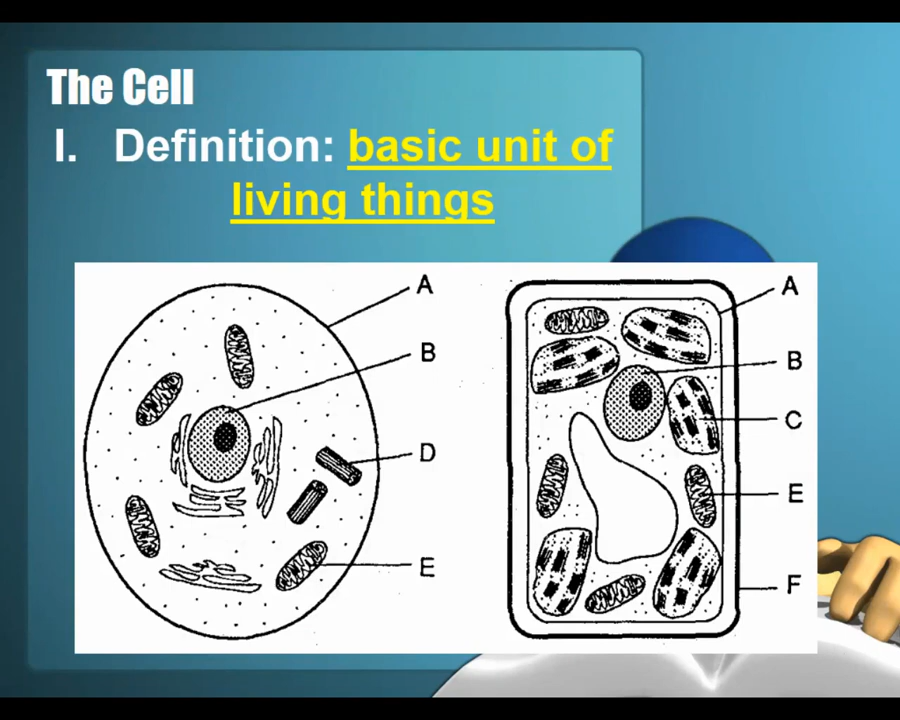 The Cell
I. Definition: basic unit of
living things
A
B
D
E
A
B
C
E
F